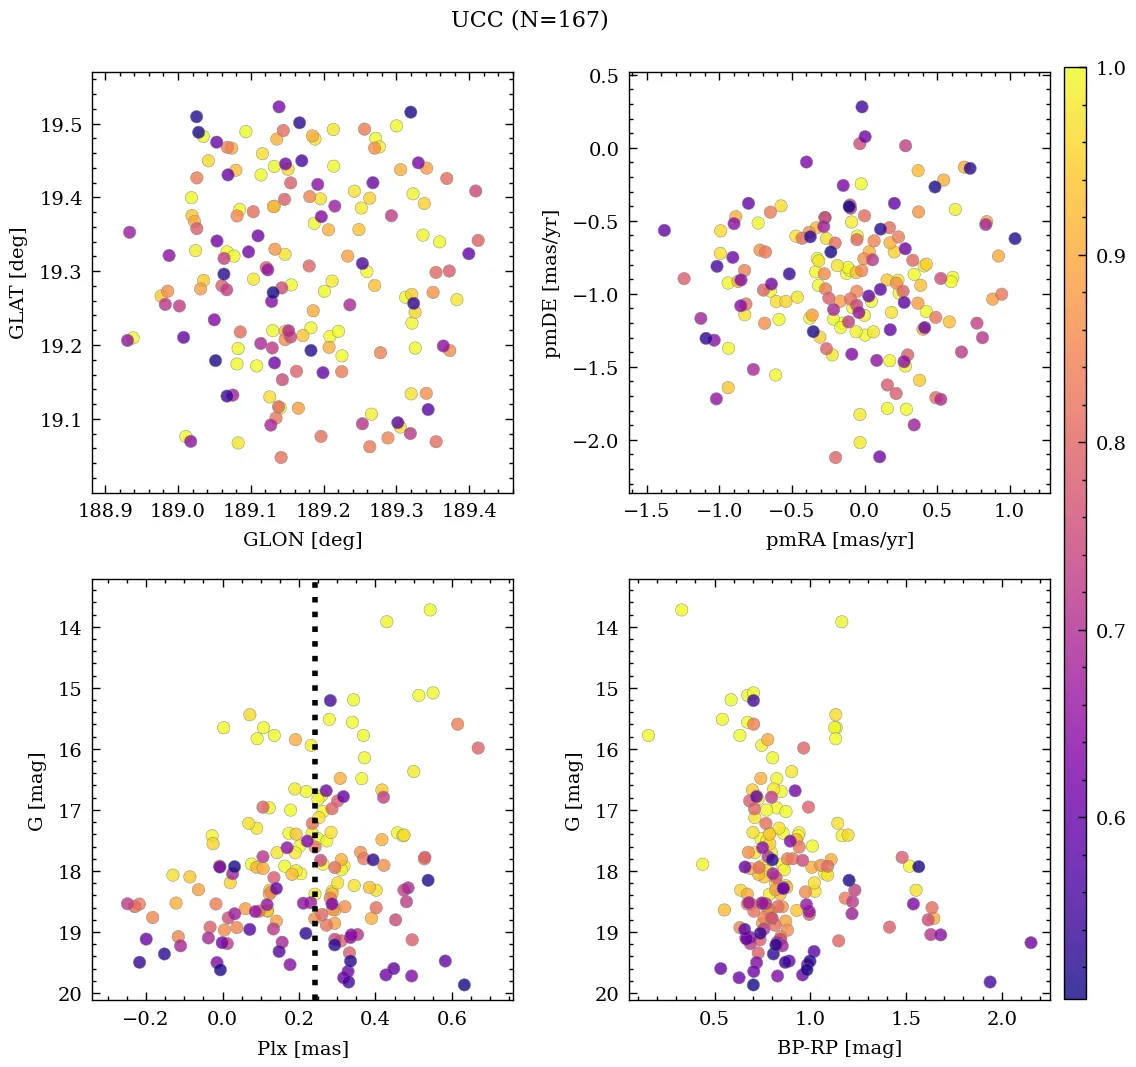 UCC (N=167)
19.5
19.4
19.3
19.2
19.1
GLAT [deg]
188.9 189.0 189.1 189.2 189.3 189.4
GLON [deg]
0.5
0.0
−0.5
−1.0
−1.5
−2.0
pmDE [mas/yr]
−1.5 −1.0 −0.5 0.0 0.5 1.0
pmRA [mas/yr]
1.0
0.9
0.8
0.7
0.6
14
15
16
17
18
19
20
G [mag]
−0.2 0.0 0.2 0.4 0.6
Plx [mas]
14
15
16
17
18
19
20
G [mag]
0.5 1.0 1.5 2.0
BP-RP [mag]